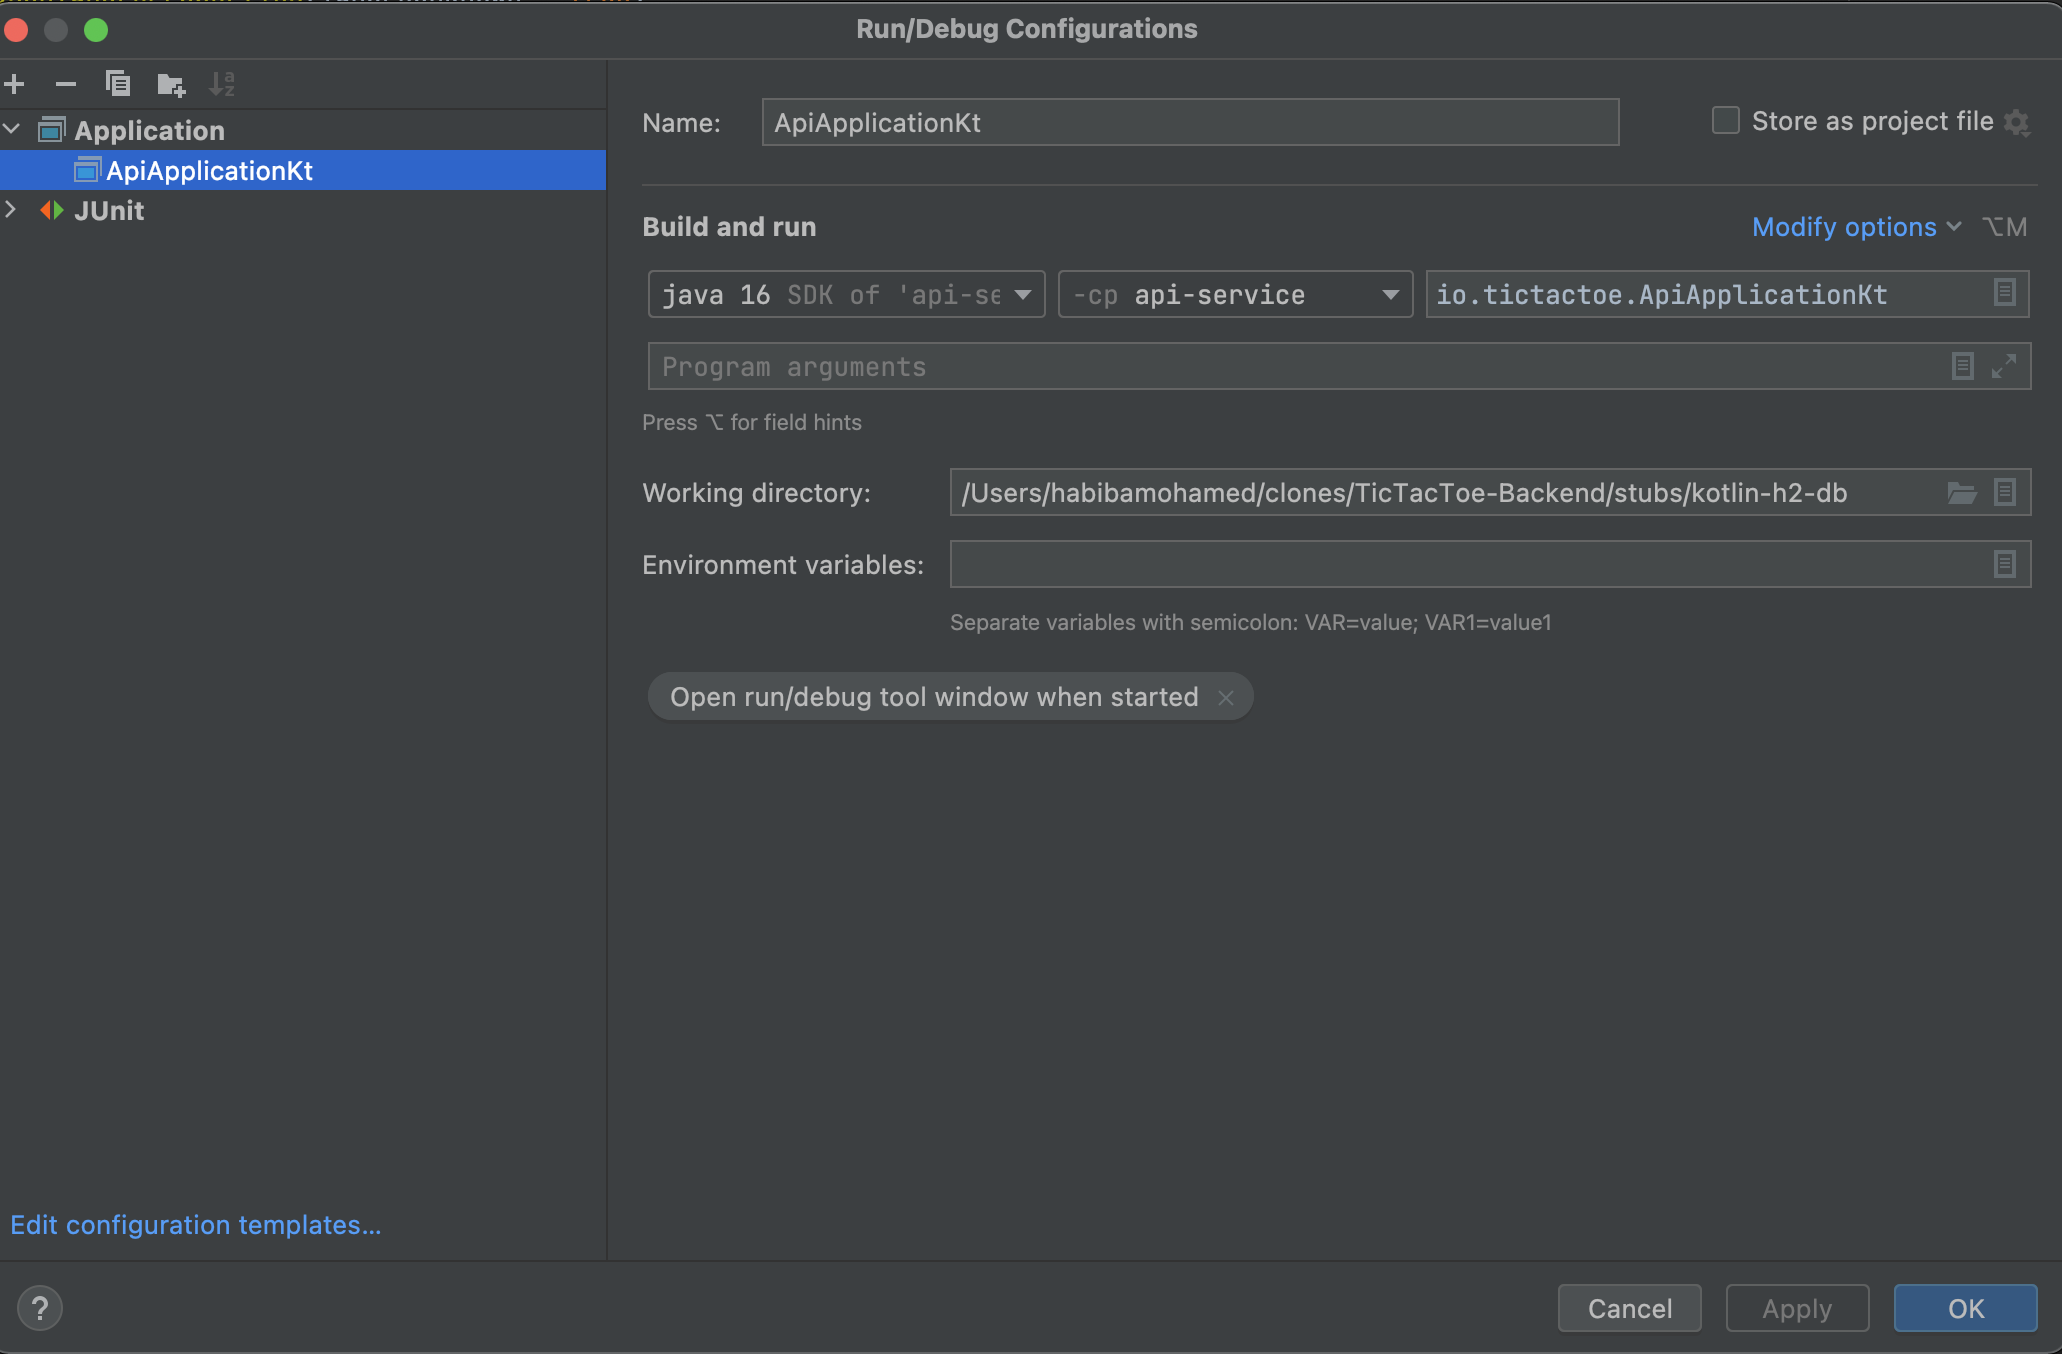 Run/Debug Configurations
Application
ApiApplicationKt
JUnit
Edit configuration templates...
Name: ApiApplicationKt
Store as project file
Build and run
Modify options ⌥M
java 16 SDK of 'api-se
-cp api-service
io.tictactoe.ApiApplicationKt
Program arguments
Press ⌥ for field hints
Working directory: /Users/habibamohamed/clones/TicTacToe-Backend/stubs/kotlin-h2-db
Environment variables:
Separate variables with semicolon: VAR=value; VAR1=value1
Open run/debug tool window when started
?
Cancel
Apply
OK